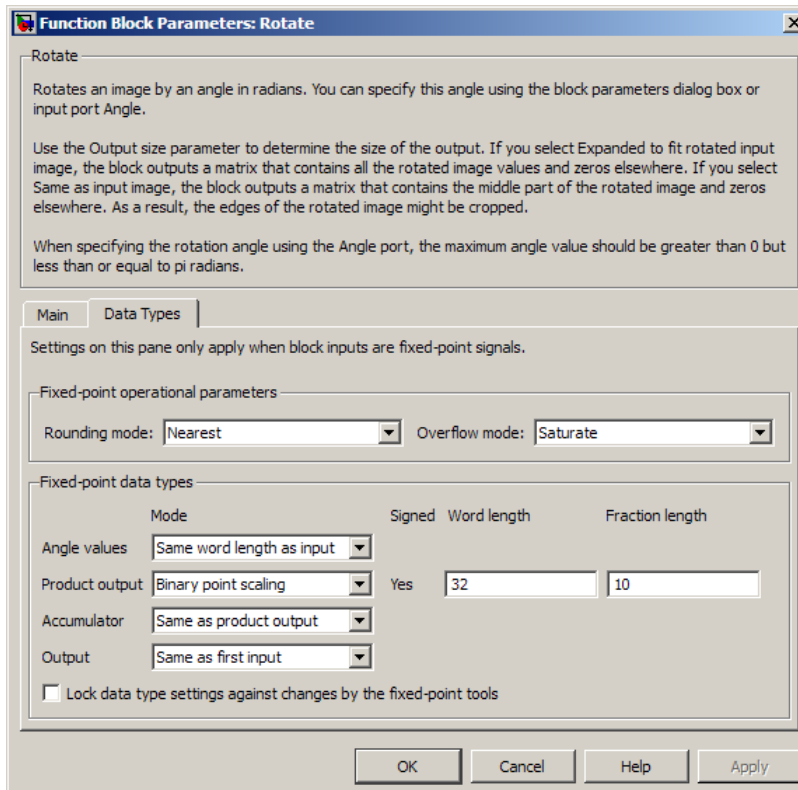 Function Block Parameters: Rotate
Rotate
Rotates an image by an angle in radians. You can specify this angle using the block parameters dialog box or
input port Angle.
Use the Output size parameter to determine the size of the output. If you select Expanded to fit rotated input
image, the block outputs a matrix that contains all the rotated image values and zeros elsewhere. If you select
Same as input image, the block outputs a matrix that contains the middle part of the rotated image and zeros
elsewhere. As a result, the edges of the rotated image might be cropped.
When specifying the rotation angle using the Angle port, the maximum angle value should be greater than 0 but
less than or equal to pi radians.
Main Data Types
Settings on this pane only apply when block inputs are fixed-point signals.
Fixed-point operational parameters
Rounding mode: Nearest Overflow mode: Saturate
Fixed-point data types
Mode Signed Word length Fraction length
Angle values Same word length as input
Product output Binary point scaling Yes 32 10
Accumulator Same as product output
Output Same as first input
Lock data type settings against changes by the fixed-point tools
OK Cancel Help Apply